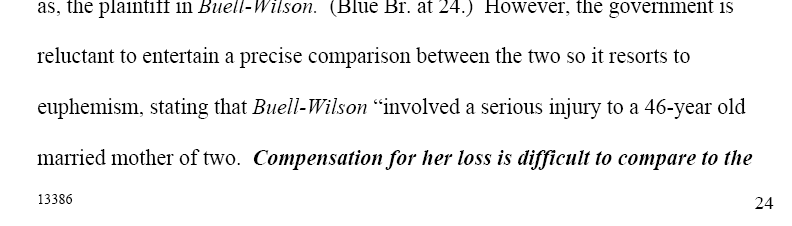 as, the plaintiff in Buell-Wilson. (Blue Br. at 24.) However, the government is
reluctant to entertain a precise comparison between the two so it resorts to
euphemism, stating that Buell-Wilson “involved a serious injury to a 46-year old
married mother of two. Compensation for her loss is difficult to compare to the
13386
24